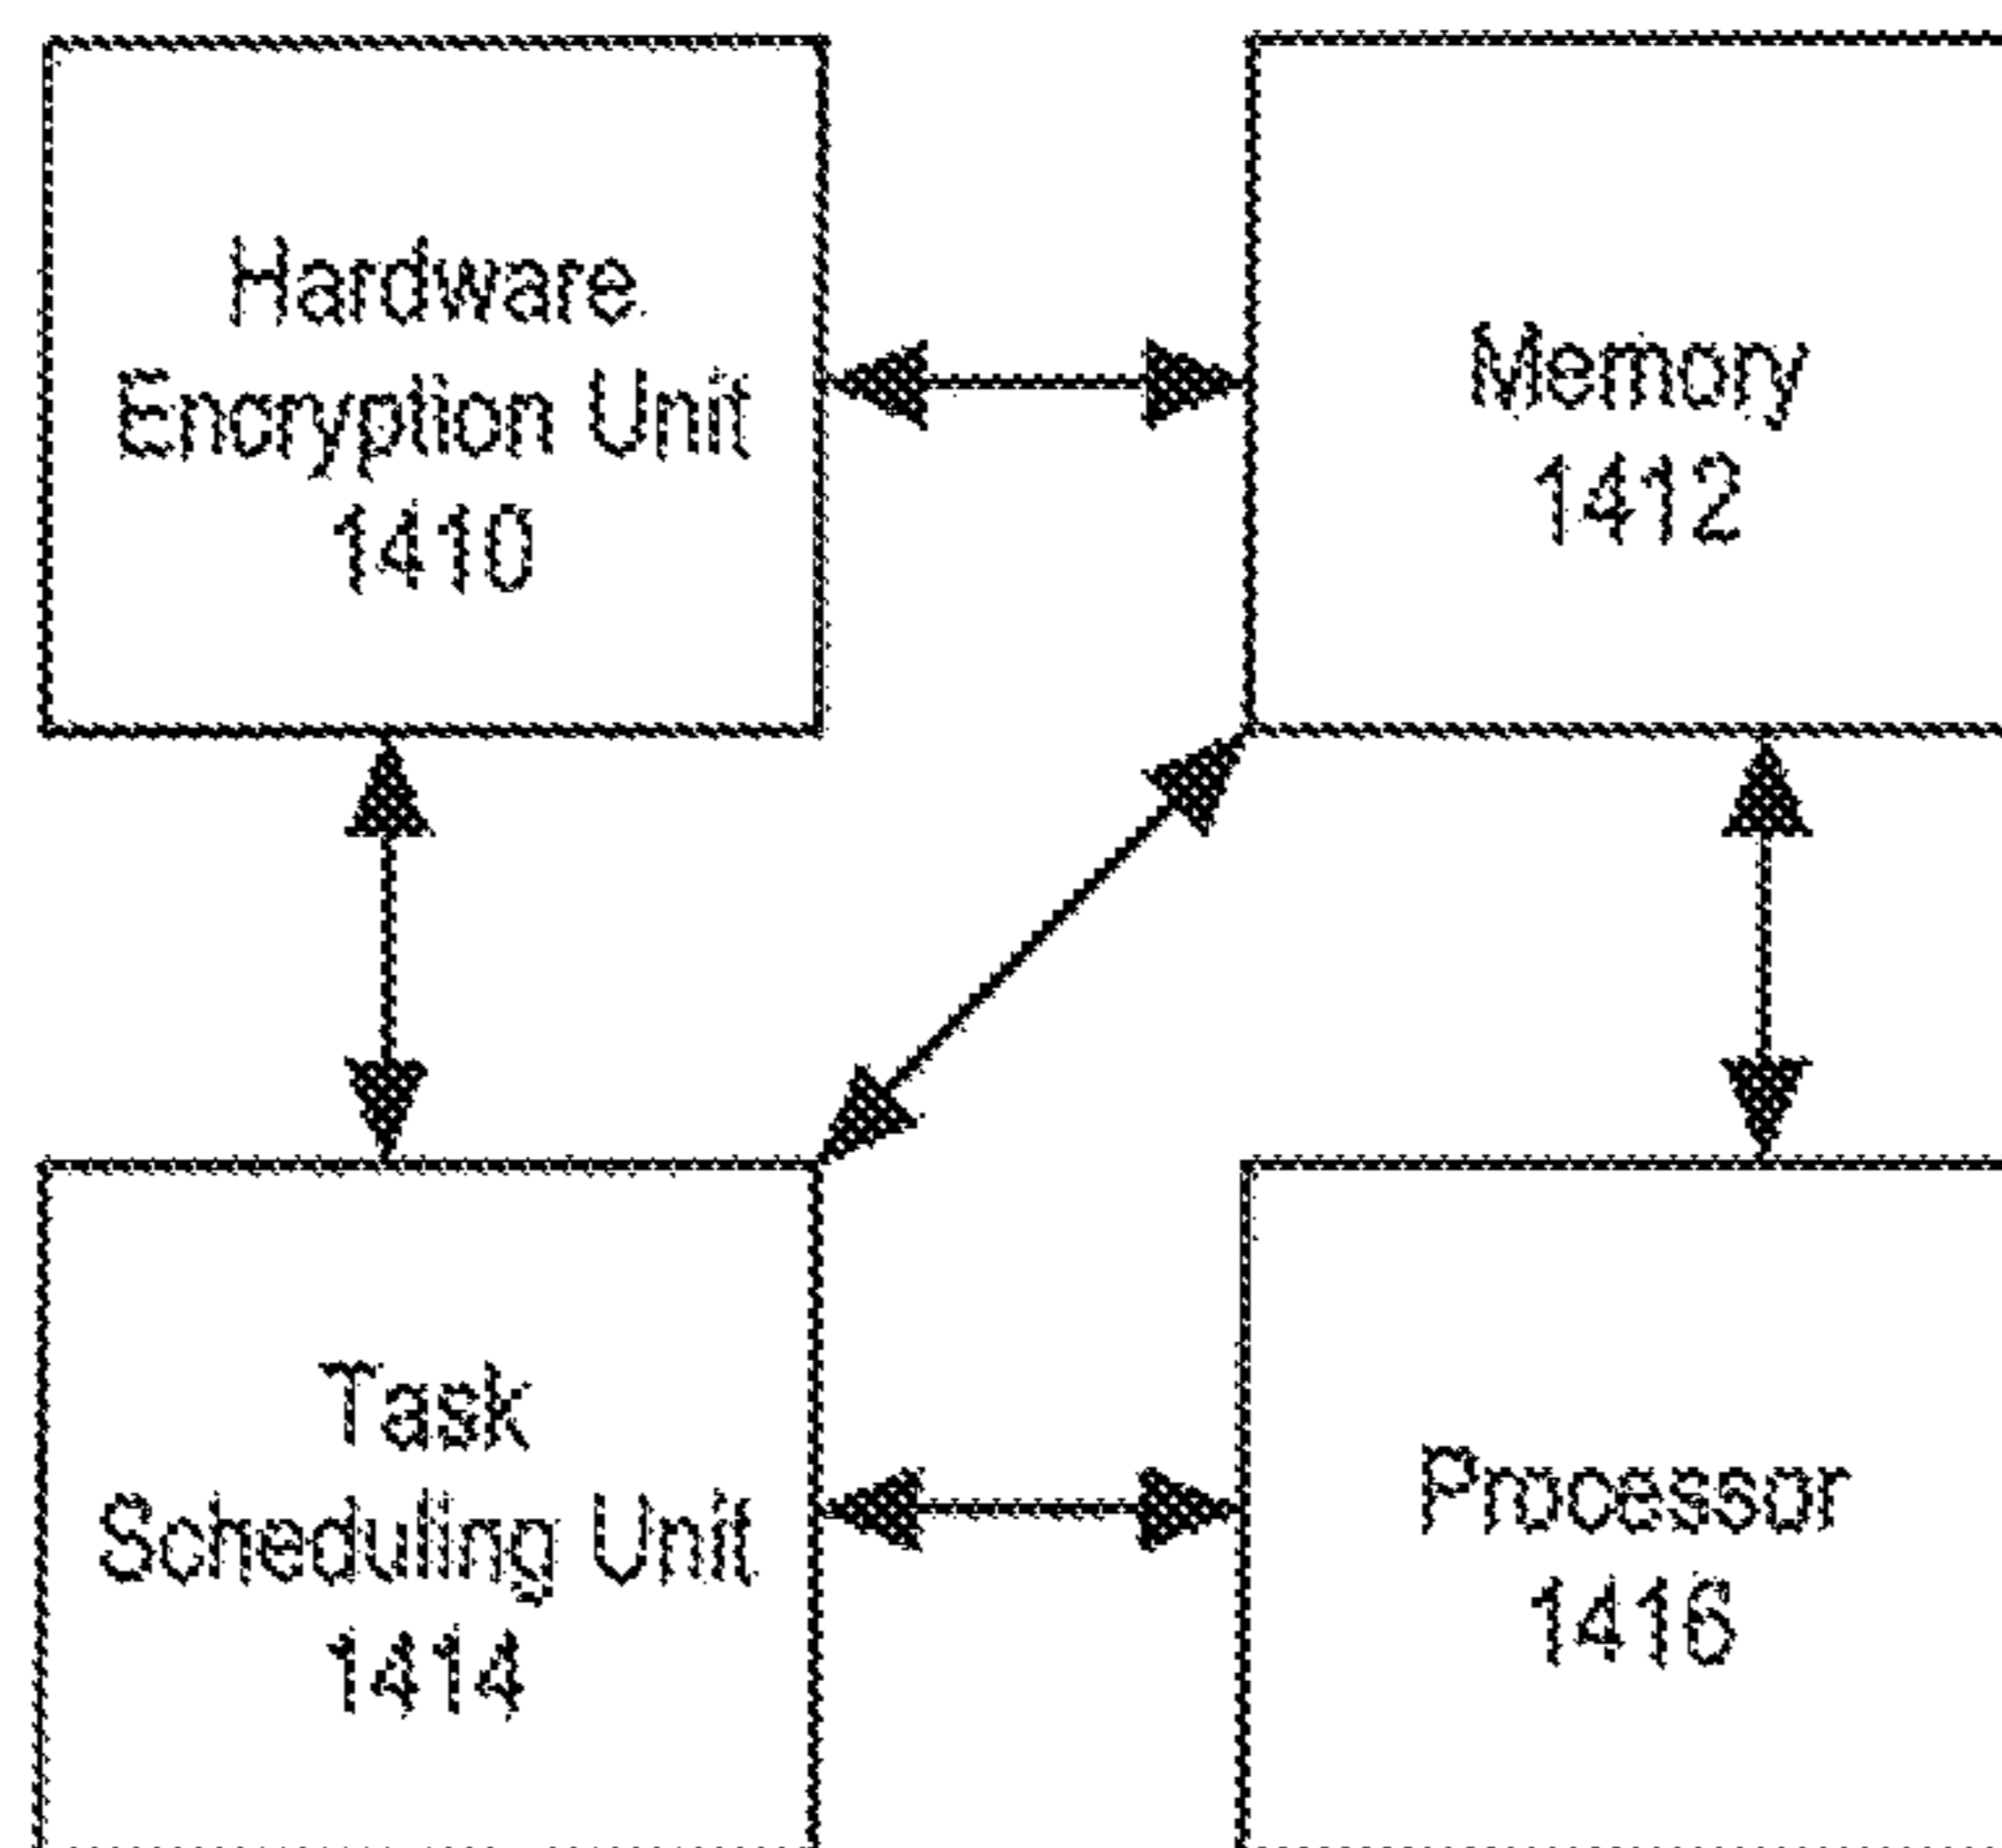 Hardware
Encryption Unit
1410
Memory
1412
Task
Scheduling Unit
1414
Processor
1416